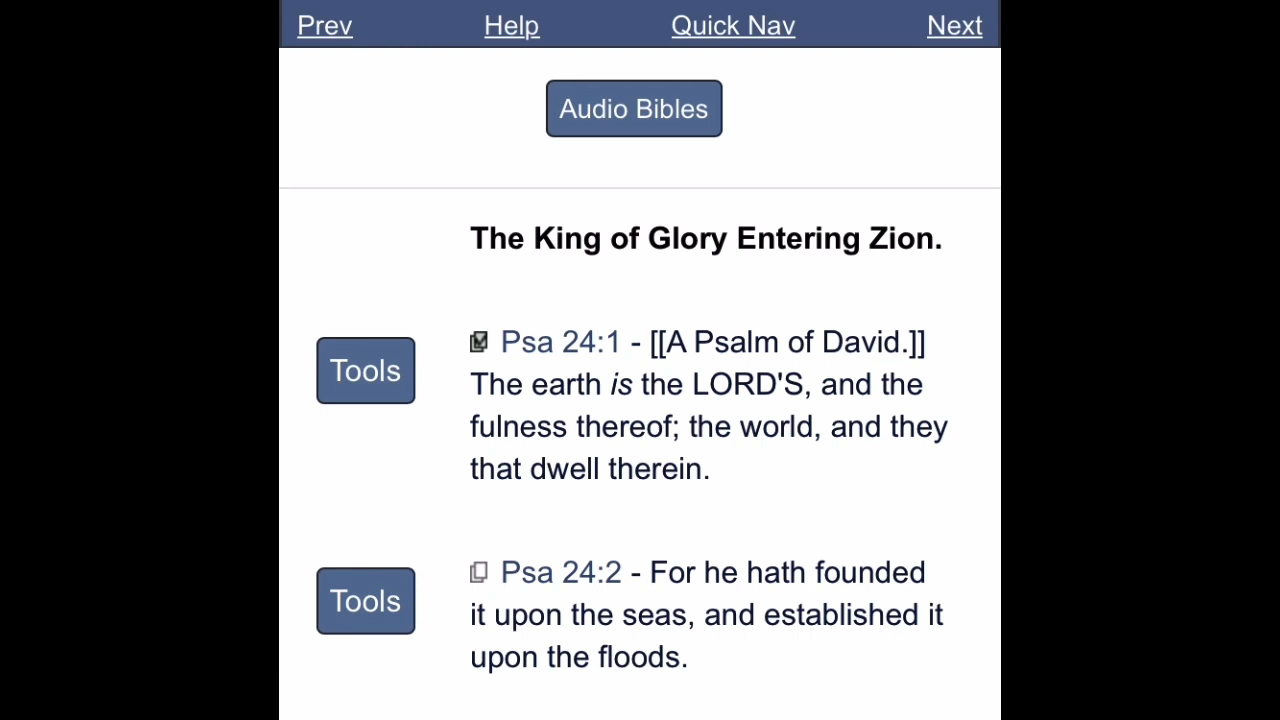 Prev Help Quick Nav Next
Audio Bibles
The King of Glory Entering Zion.
Psa 24:1 - [[A Psalm of David.]]
Tools
The earth is the LORD'S, and the
fulness thereof; the world, and they
that dwell therein.
Psa 24:2 - For he hath founded
Tools
it upon the seas, and established it
upon the floods.